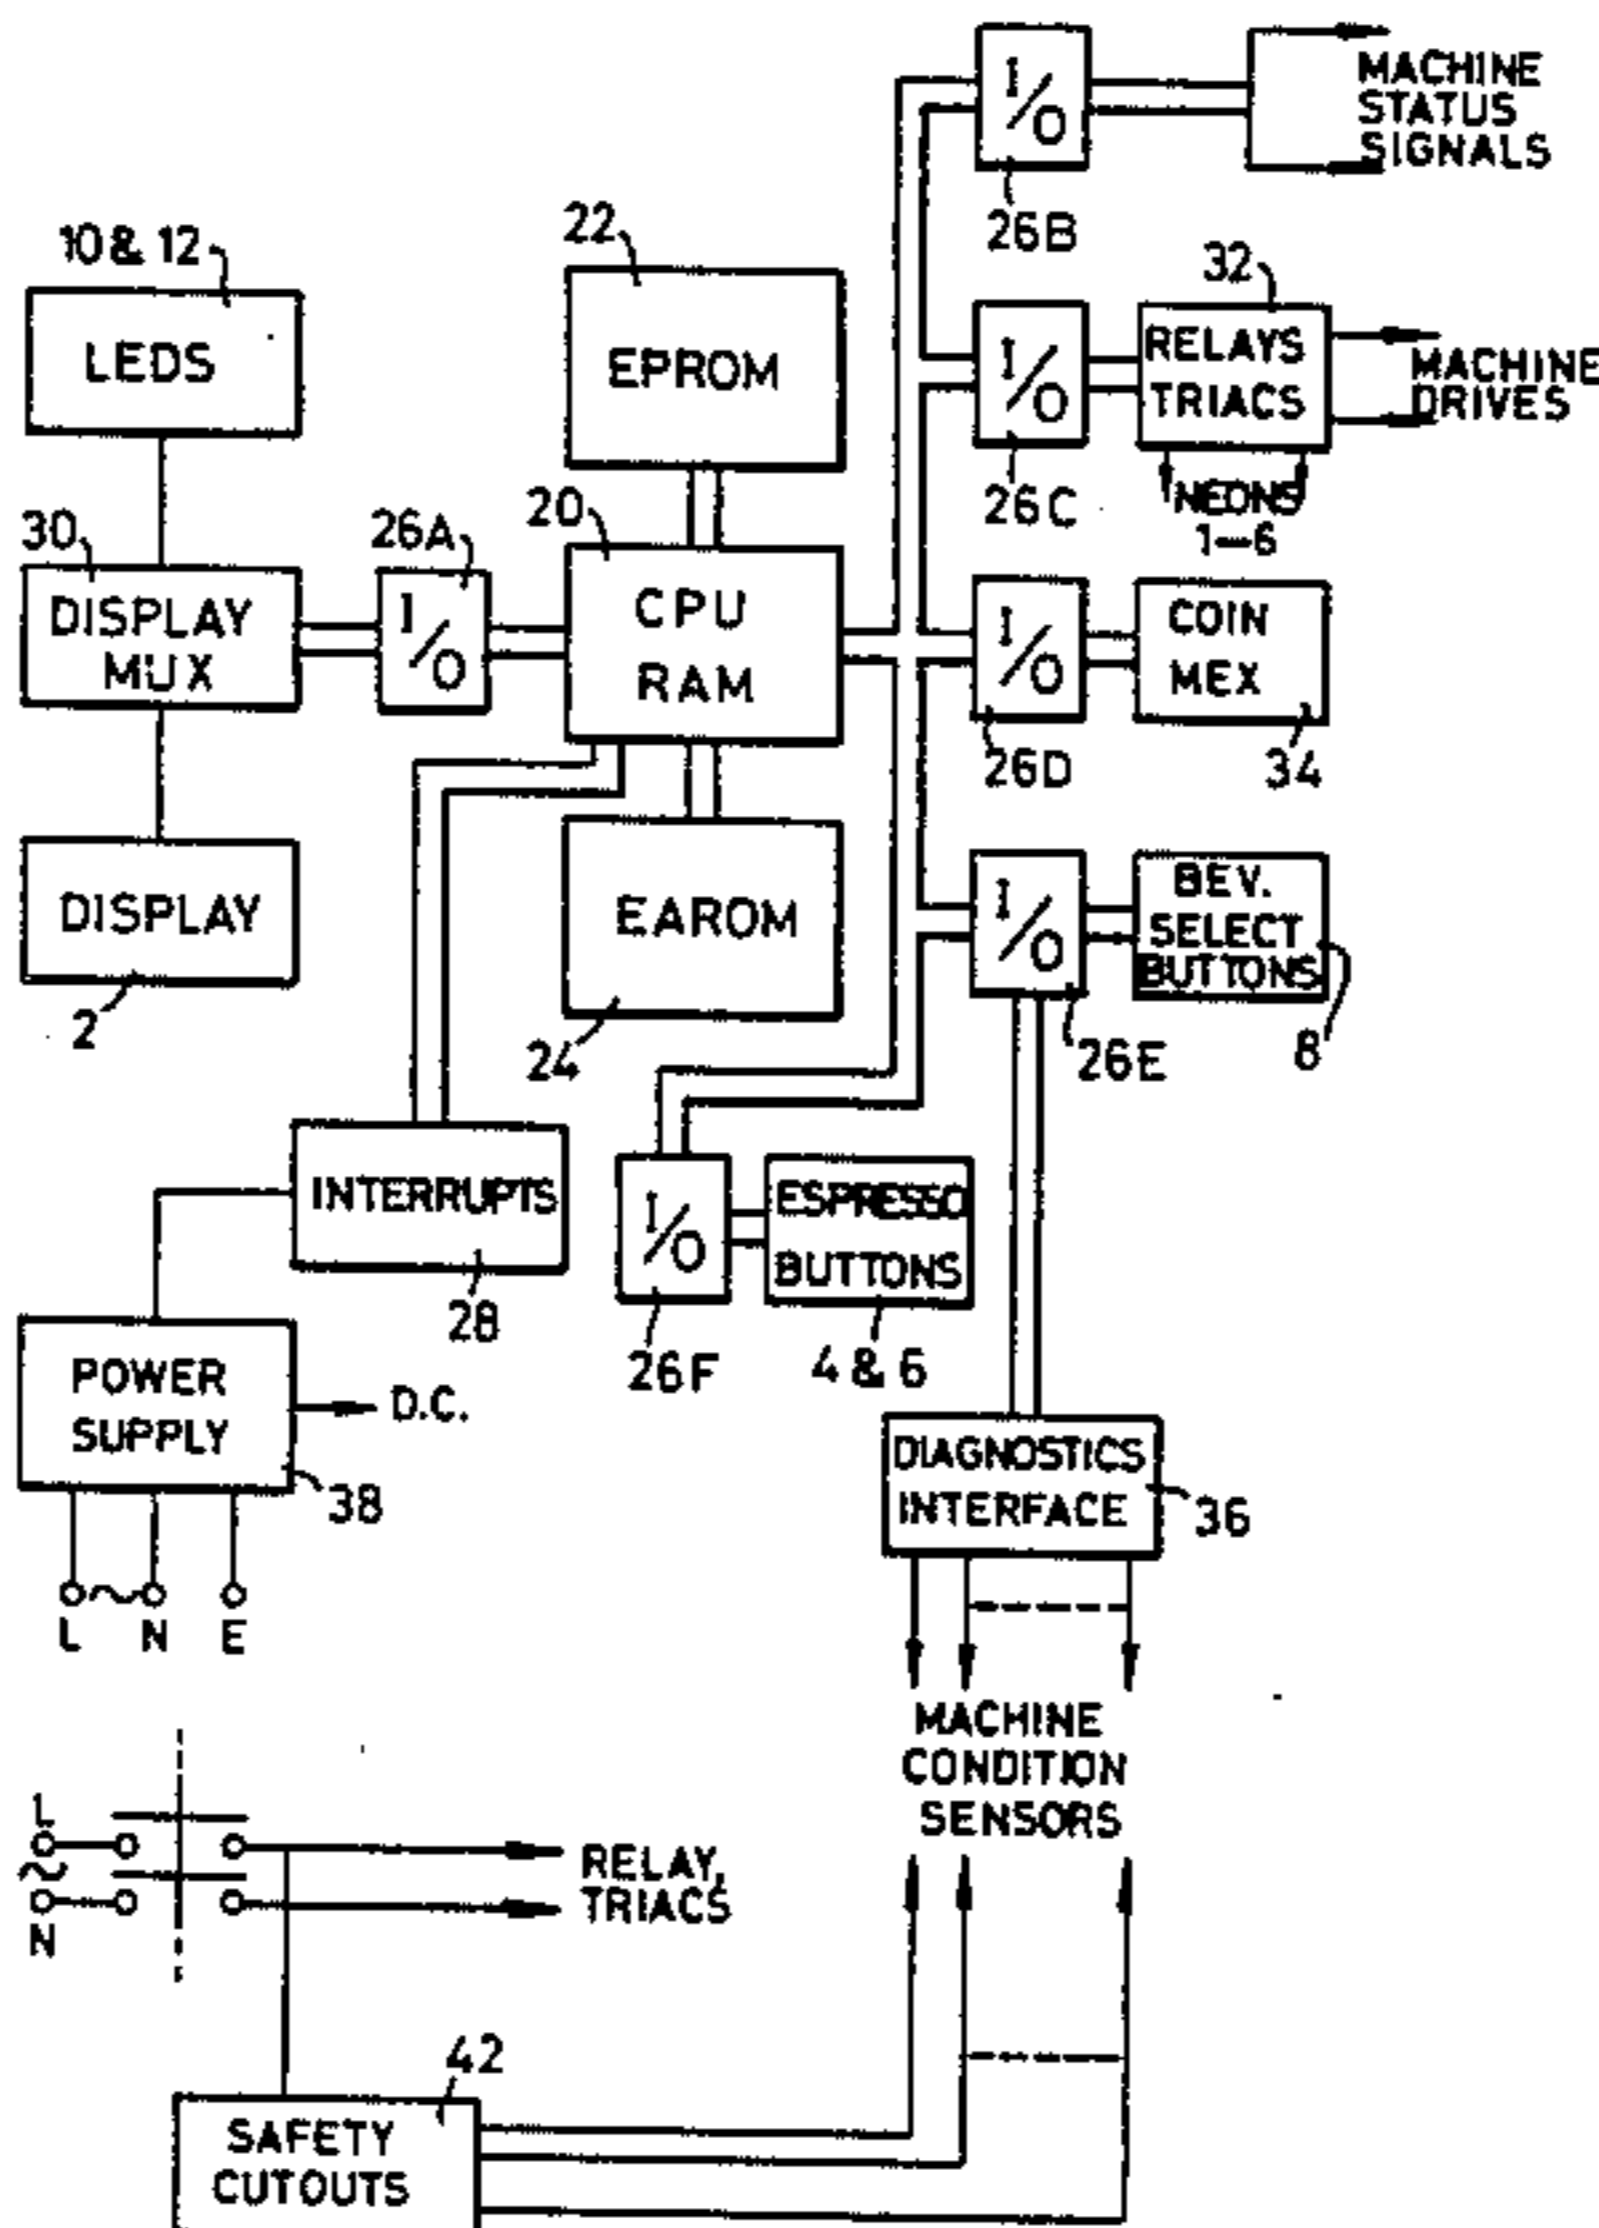 I/O
MACHINE
STATUS
SIGNALS
26B
10 & 12
22
32
LEDS
EPROM
I/O
RELAYS
TRIACS
MACHINE
DRIVES
26C
NEONS
1-6
30
26A
20
DISPLAY
MUX
I/O
CPU
RAM
I/O
COIN
MEX
26D
34
DISPLAY
2
EAROM
24
I/O
BEV.
SELECT
BUTTONS
26E
8
INTERRUPTS
28
I/O
ESPRESSO
BUTTONS
26F
4 & 6
POWER
SUPPLY
D.C.
38
L N E
DIAGNOSTICS
INTERFACE
36
MACHINE
CONDITION
SENSORS
L
N
RELAY,
TRIACS
42
SAFETY
CUTOUTS